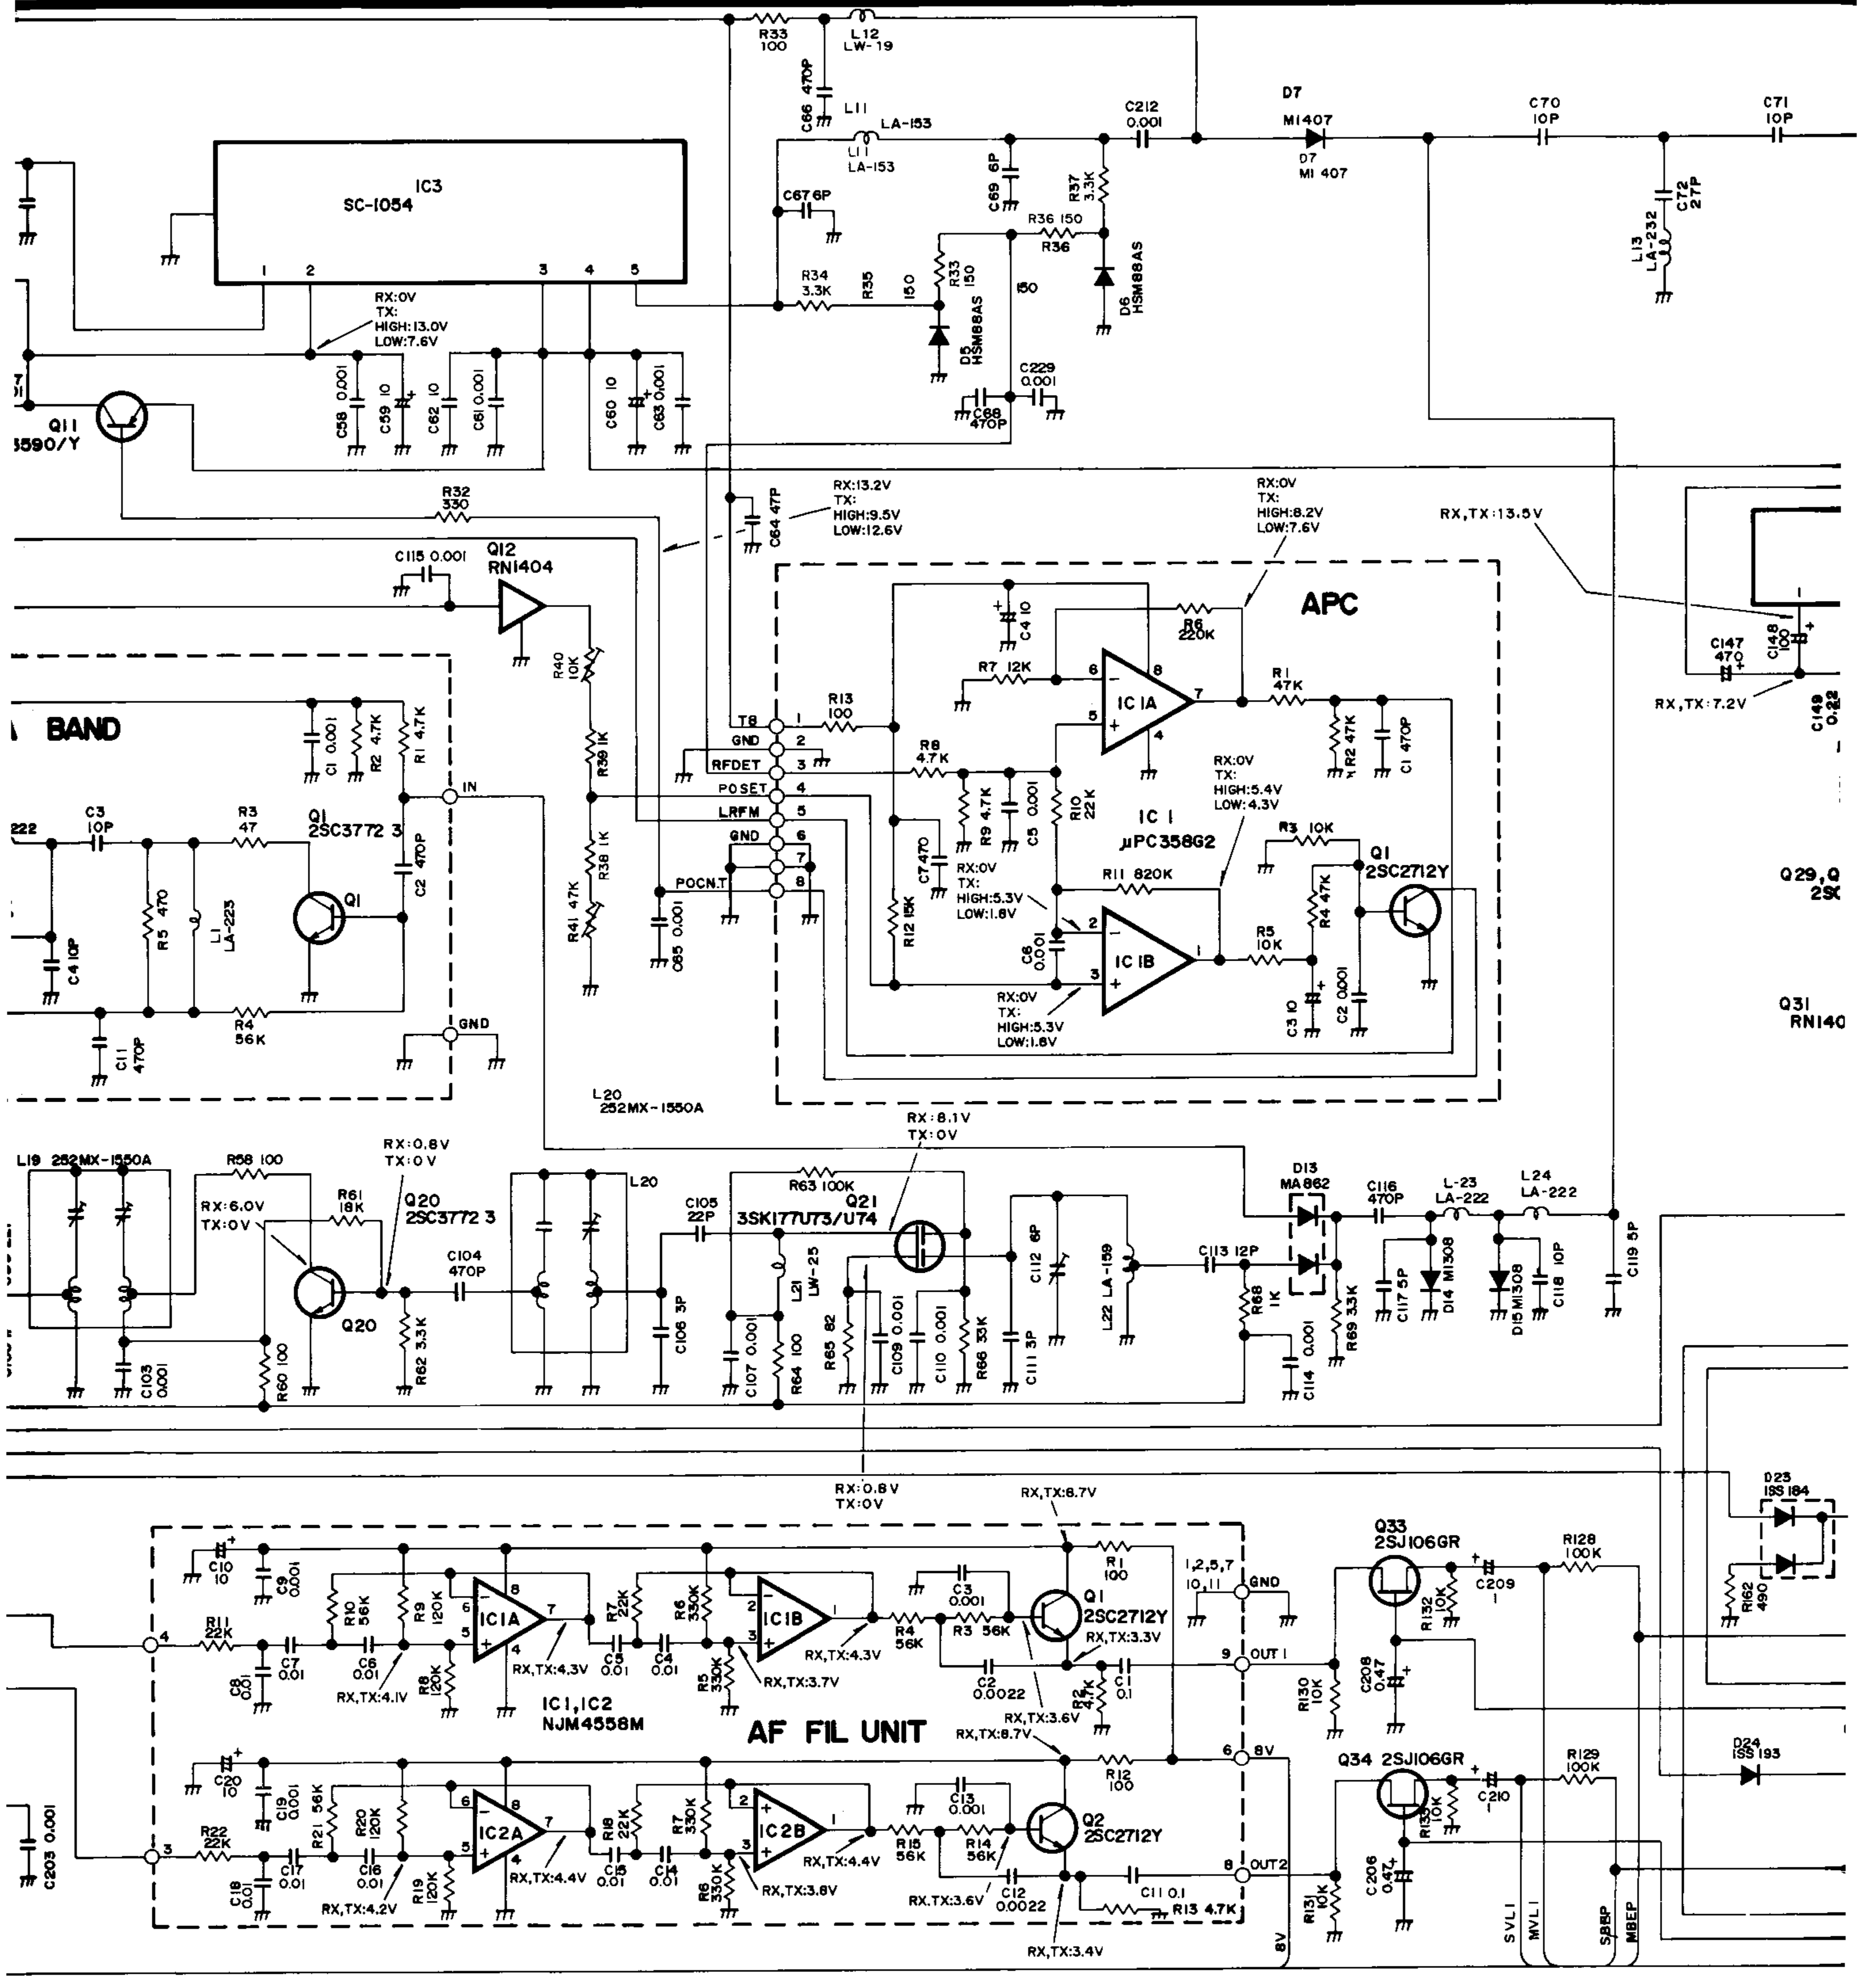 R33
100
L12
LW-19
C66 470P
L11
LA-153
L11
LA-153
C212
0.001
D7
M1407
D7
MI 407
C70
10P
C71
10P
IC3
SC-1054
1
2
3
4
5
C67 6P
C69 6P
R37
3.3K
R36 150
R36
C72
27P
L13
LA-232
R34
3.3K
R35
150
R33
150
150
D5
HSM88AS
D6
HSM88AS
RX:0V
TX:
HIGH:13.0V
LOW:7.6V
C58 0.001
C59 10
C62 10
C61 0.001
C60 10
C63 0.001
C229
0.001
C68
470P
Q11
3590/Y
R32
330
C64 47P
RX:13.2V
TX:
HIGH:9.5V
LOW:12.6V
RX:0V
TX:
HIGH:8.2V
LOW:7.6V
RX,TX:13.5V
C115 0.001
Q12
RN1404
APC
C4 10
R6
220K
R7 12K
R40
10K
6
8
7
5
4
IC 1A
R1
47K
R2 47K
C1 470P
1
C147
470
C148
100
C149
0.22
RX,TX:7.2V
A BAND
C1 0.001
R2 4.7K
R1 4.7K
IN
R39 1K
T8
1
R13
100
GND
2
RFDET
3
POSET
4
LRFM
5
GND
6
7
POCN.T
8
R8
4.7K
R9 4.7K
C5 0.001
R10
22K
IC 1
µPC358G2
RX:0V
TX:
HIGH:5.4V
LOW:4.3V
222
C3
10P
R3
47
Q1
2SC3772 3
C2 470P
Q1
R5 470
L1
LA-223
C4 10P
R4
56K
C11
470P
GND
R38 1K
R41 47K
C65 0.001
C7 470
RX:0V
TX:
HIGH:5.3V
LOW:1.8V
R12 15K
R11 820K
2
3
1
IC 1B
C6
0.001
RX:0V
TX:
HIGH:5.3V
LOW:1.8V
R3 10K
R4 47K
R5
10K
Q1
2SC2712Y
C3 10
C2 0.001
Q29,Q
2SC
Q31
RN140
L20
252MX-1550A
RX:8.1V
TX:0V
L19 252MX-1550A
R58 100
RX:6.0V
TX:0V
R61
18K
RX:0.8V
TX:0V
Q20
2SC3772 3
C104
470P
Q20
R62 3.3K
R60 100
C103
0.001
L20
C105
22P
C106 3P
R63 100K
Q21
3SK177U73/U74
L21
LW-25
C107 0.001
R64 100
R65 82
C109 0.001
C110 0.001
R66 33K
C111 3P
C112 6P
L22 LA-159
C113 12P
R68
1K
C114 0.001
R69 3.3K
D13
MA862
C116
470P
L-23
LA-222
L24
LA-222
C117 5P
D14 M1308
D15 M1308
C118 10P
C119 5P
RX:0.8V
TX:0V
RX,TX:8.7V
D23
ISS184
C10
10
C9
0.001
R10
56K
R9
120K
R11
22K
4
C8
0.01
C7
0.01
C6
0.01
RX,TX:4.1V
R8
120K
6
5
8
4
7
IC1A
RX,TX:4.3V
R7
22K
C5
0.01
C4
0.01
R6
330K
R5
330K
2
3
1
IC1B
RX,TX:3.7V
RX,TX:4.3V
R4
56K
C3
0.001
R3 56K
C2
0.0022
RX,TX:3.6V
Q1
2SC2712Y
RX,TX:3.3V
R1
100
R2
4.7K
C1
0.1
1,2,5,7
10,11
GND
9
OUT 1
IC1,IC2
NJM4558M
AF FIL UNIT
RX,TX:8.7V
6
8V
R12
100
Q33
2SJ106GR
R132
10K
C209
1
R128
100K
R130
10K
C208
0.47
R162
490
C20
10
C19
0.001
R21 56K
R20
120K
R22
22K
3
C18
0.01
C17
0.01
C16
0.01
RX,TX:4.2V
R19
120K
6
5
8
4
7
IC2A
RX,TX:4.4V
R18
22K
C15
0.01
C14
0.01
R7
330K
R6
330K
2
3
1
IC2B
RX,TX:3.8V
RX,TX:4.4V
R15
56K
C13
0.001
R14
56K
RX,TX:3.6V
C12
0.0022
Q2
2SC2712Y
C11 0.1
R13 4.7K
RX,TX:3.4V
8
OUT2
8V
Q34 2SJ106GR
R133
10K
C210
1
R129
100K
R131
10K
C206
0.47
D24
ISS193
C203 0.001
SVL1
MVL1
SBEP
MBEP